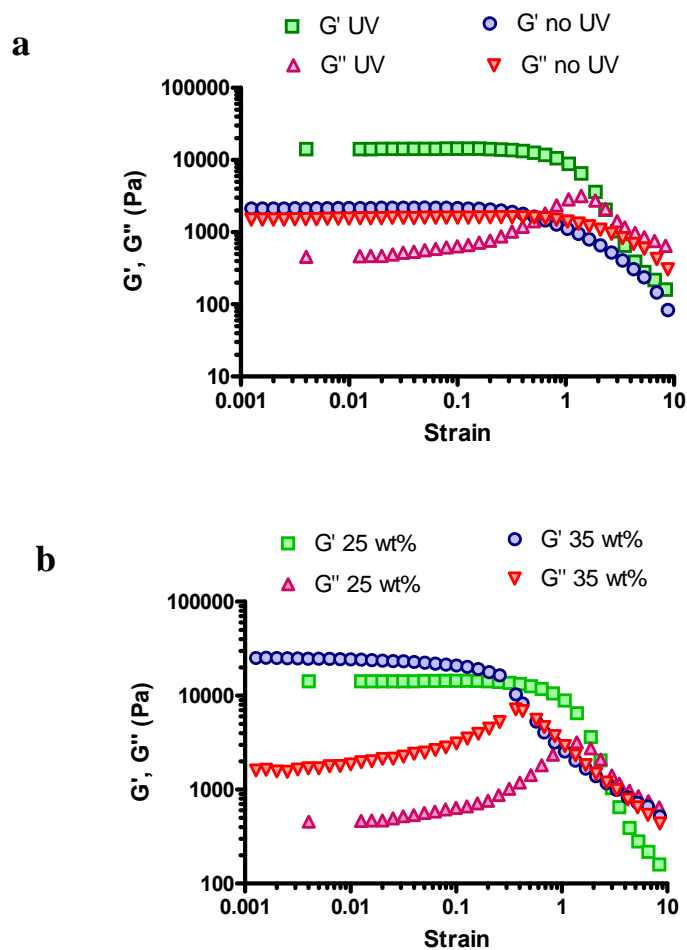 a
G' UV
G' no UV
G" UV
G" no UV
100000
10000
1000
100
10
G', G" (Pa)
0.001
0.01
0.1
1
10
Strain
b
G' 25 wt%
G' 35 wt%
G" 25 wt%
G" 35 wt%
100000
10000
1000
100
G', G" (Pa)
0.001
0.01
0.1
1
10
Strain